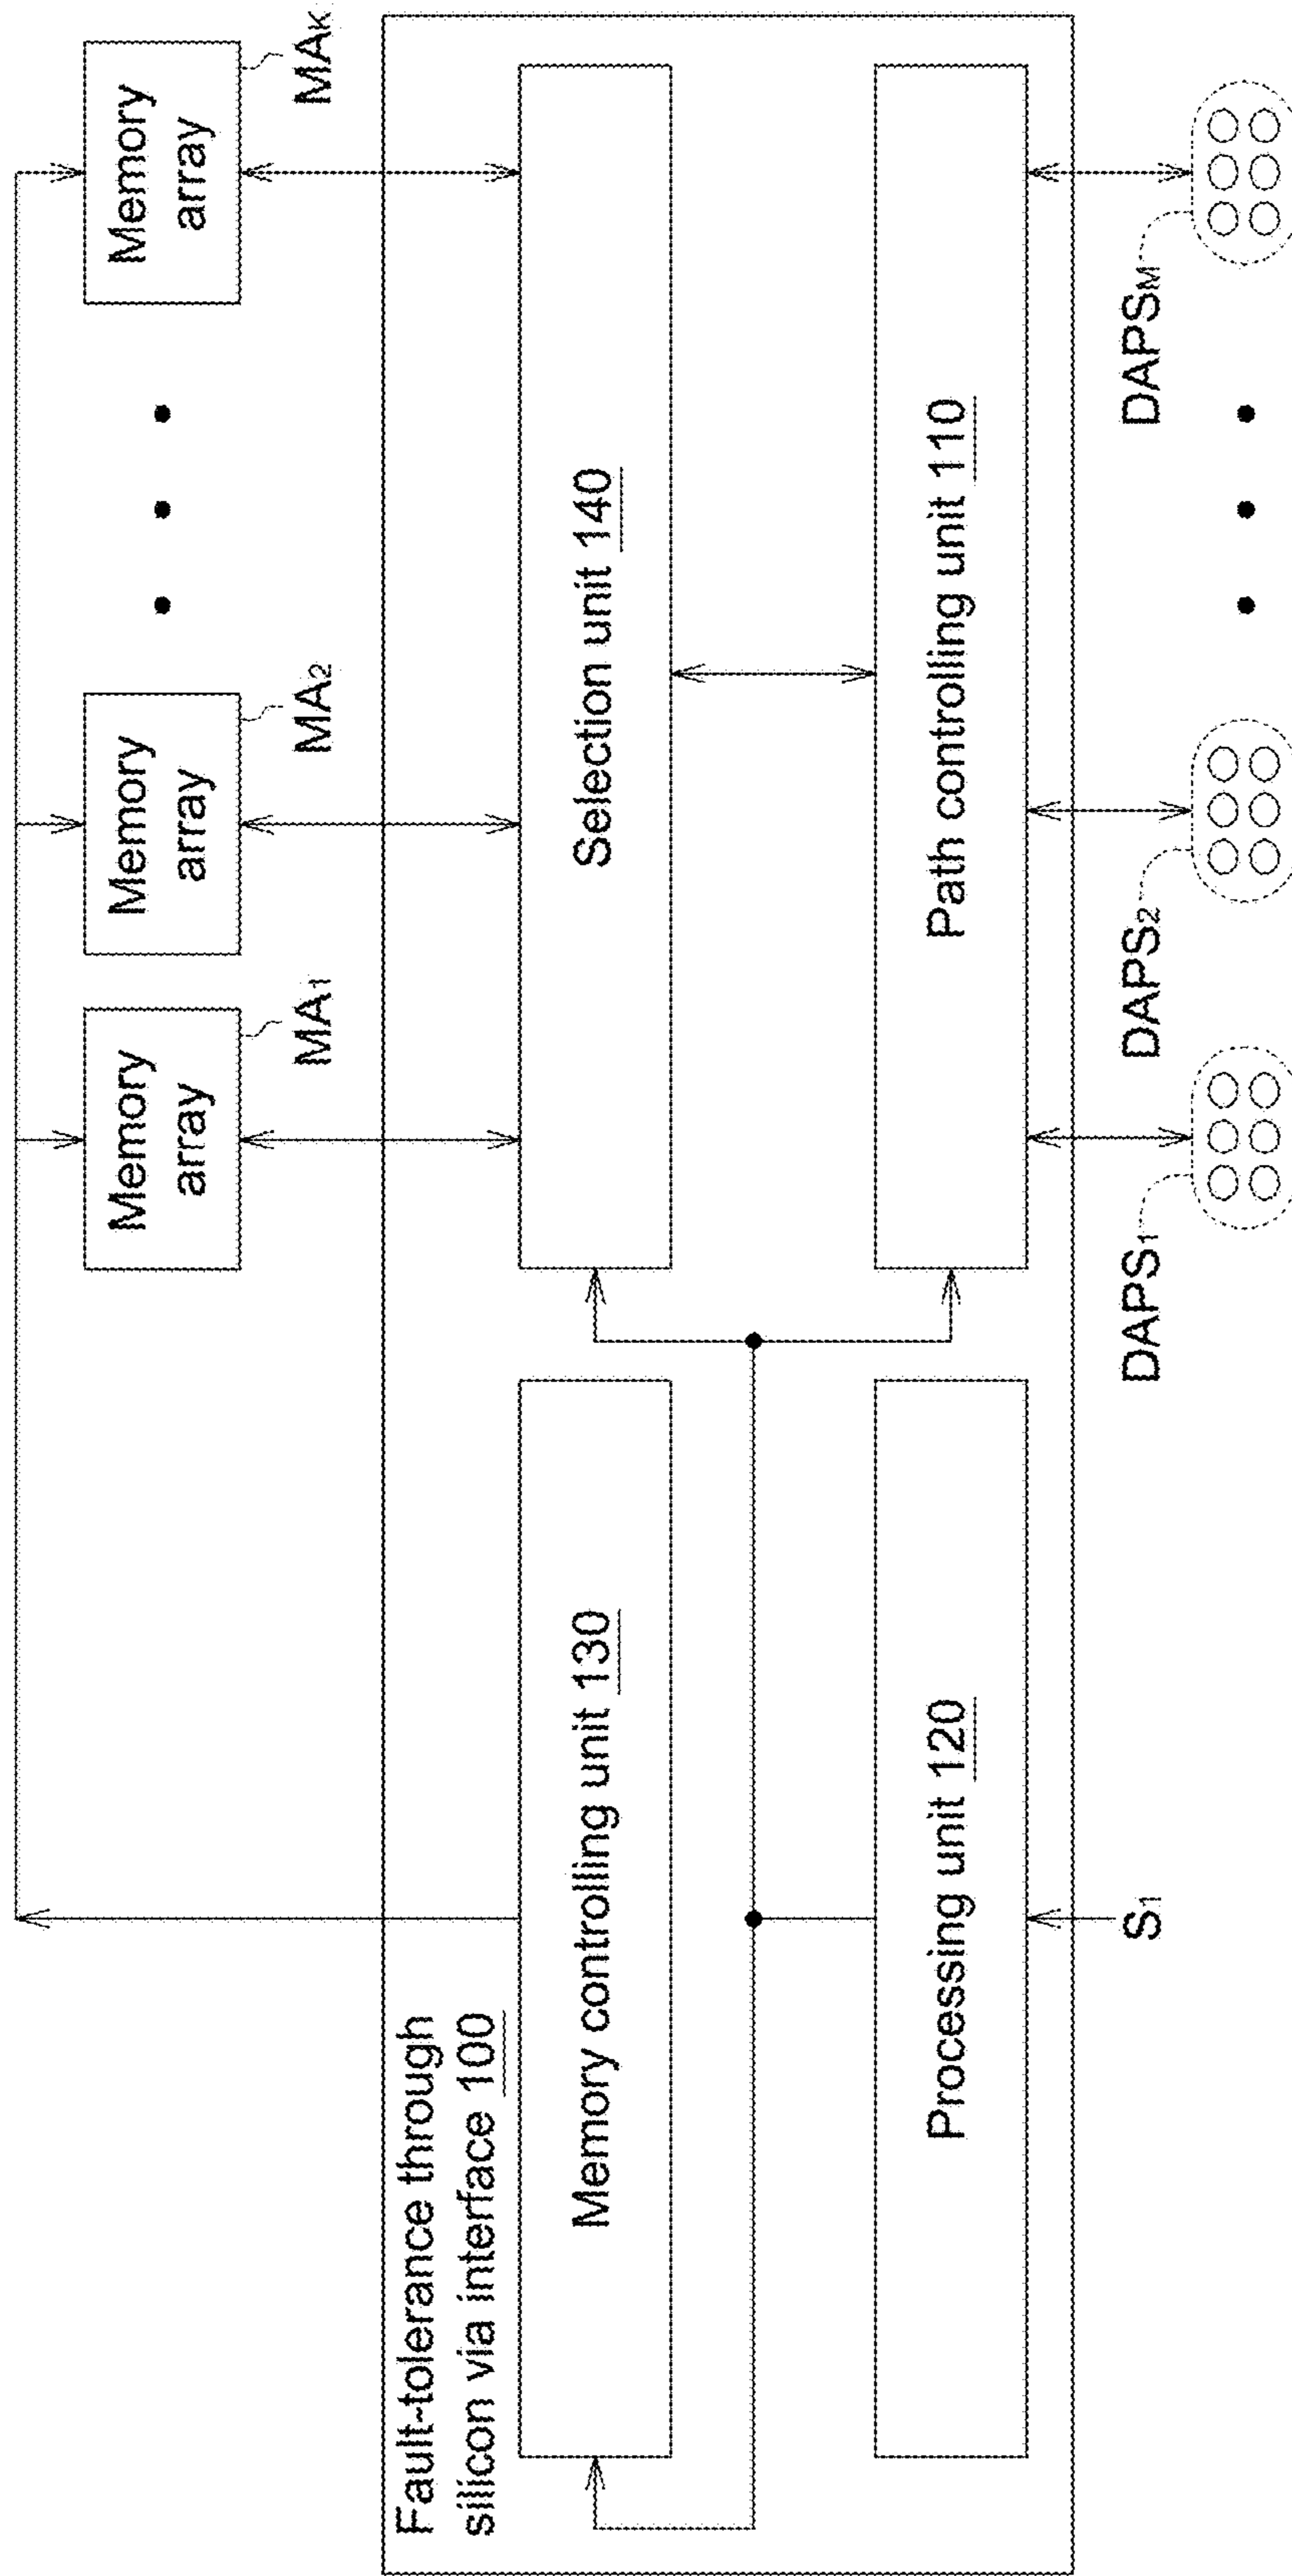 Memory
array
MA1
Memory
array
MA2
Memory
array
MAK
Fault-tolerance through
silicon via interface 100
Memory controlling unit 130
Selection unit 140
Processing unit 120
Path controlling unit 110
S1
DAPS1
DAPS2
DAPSM